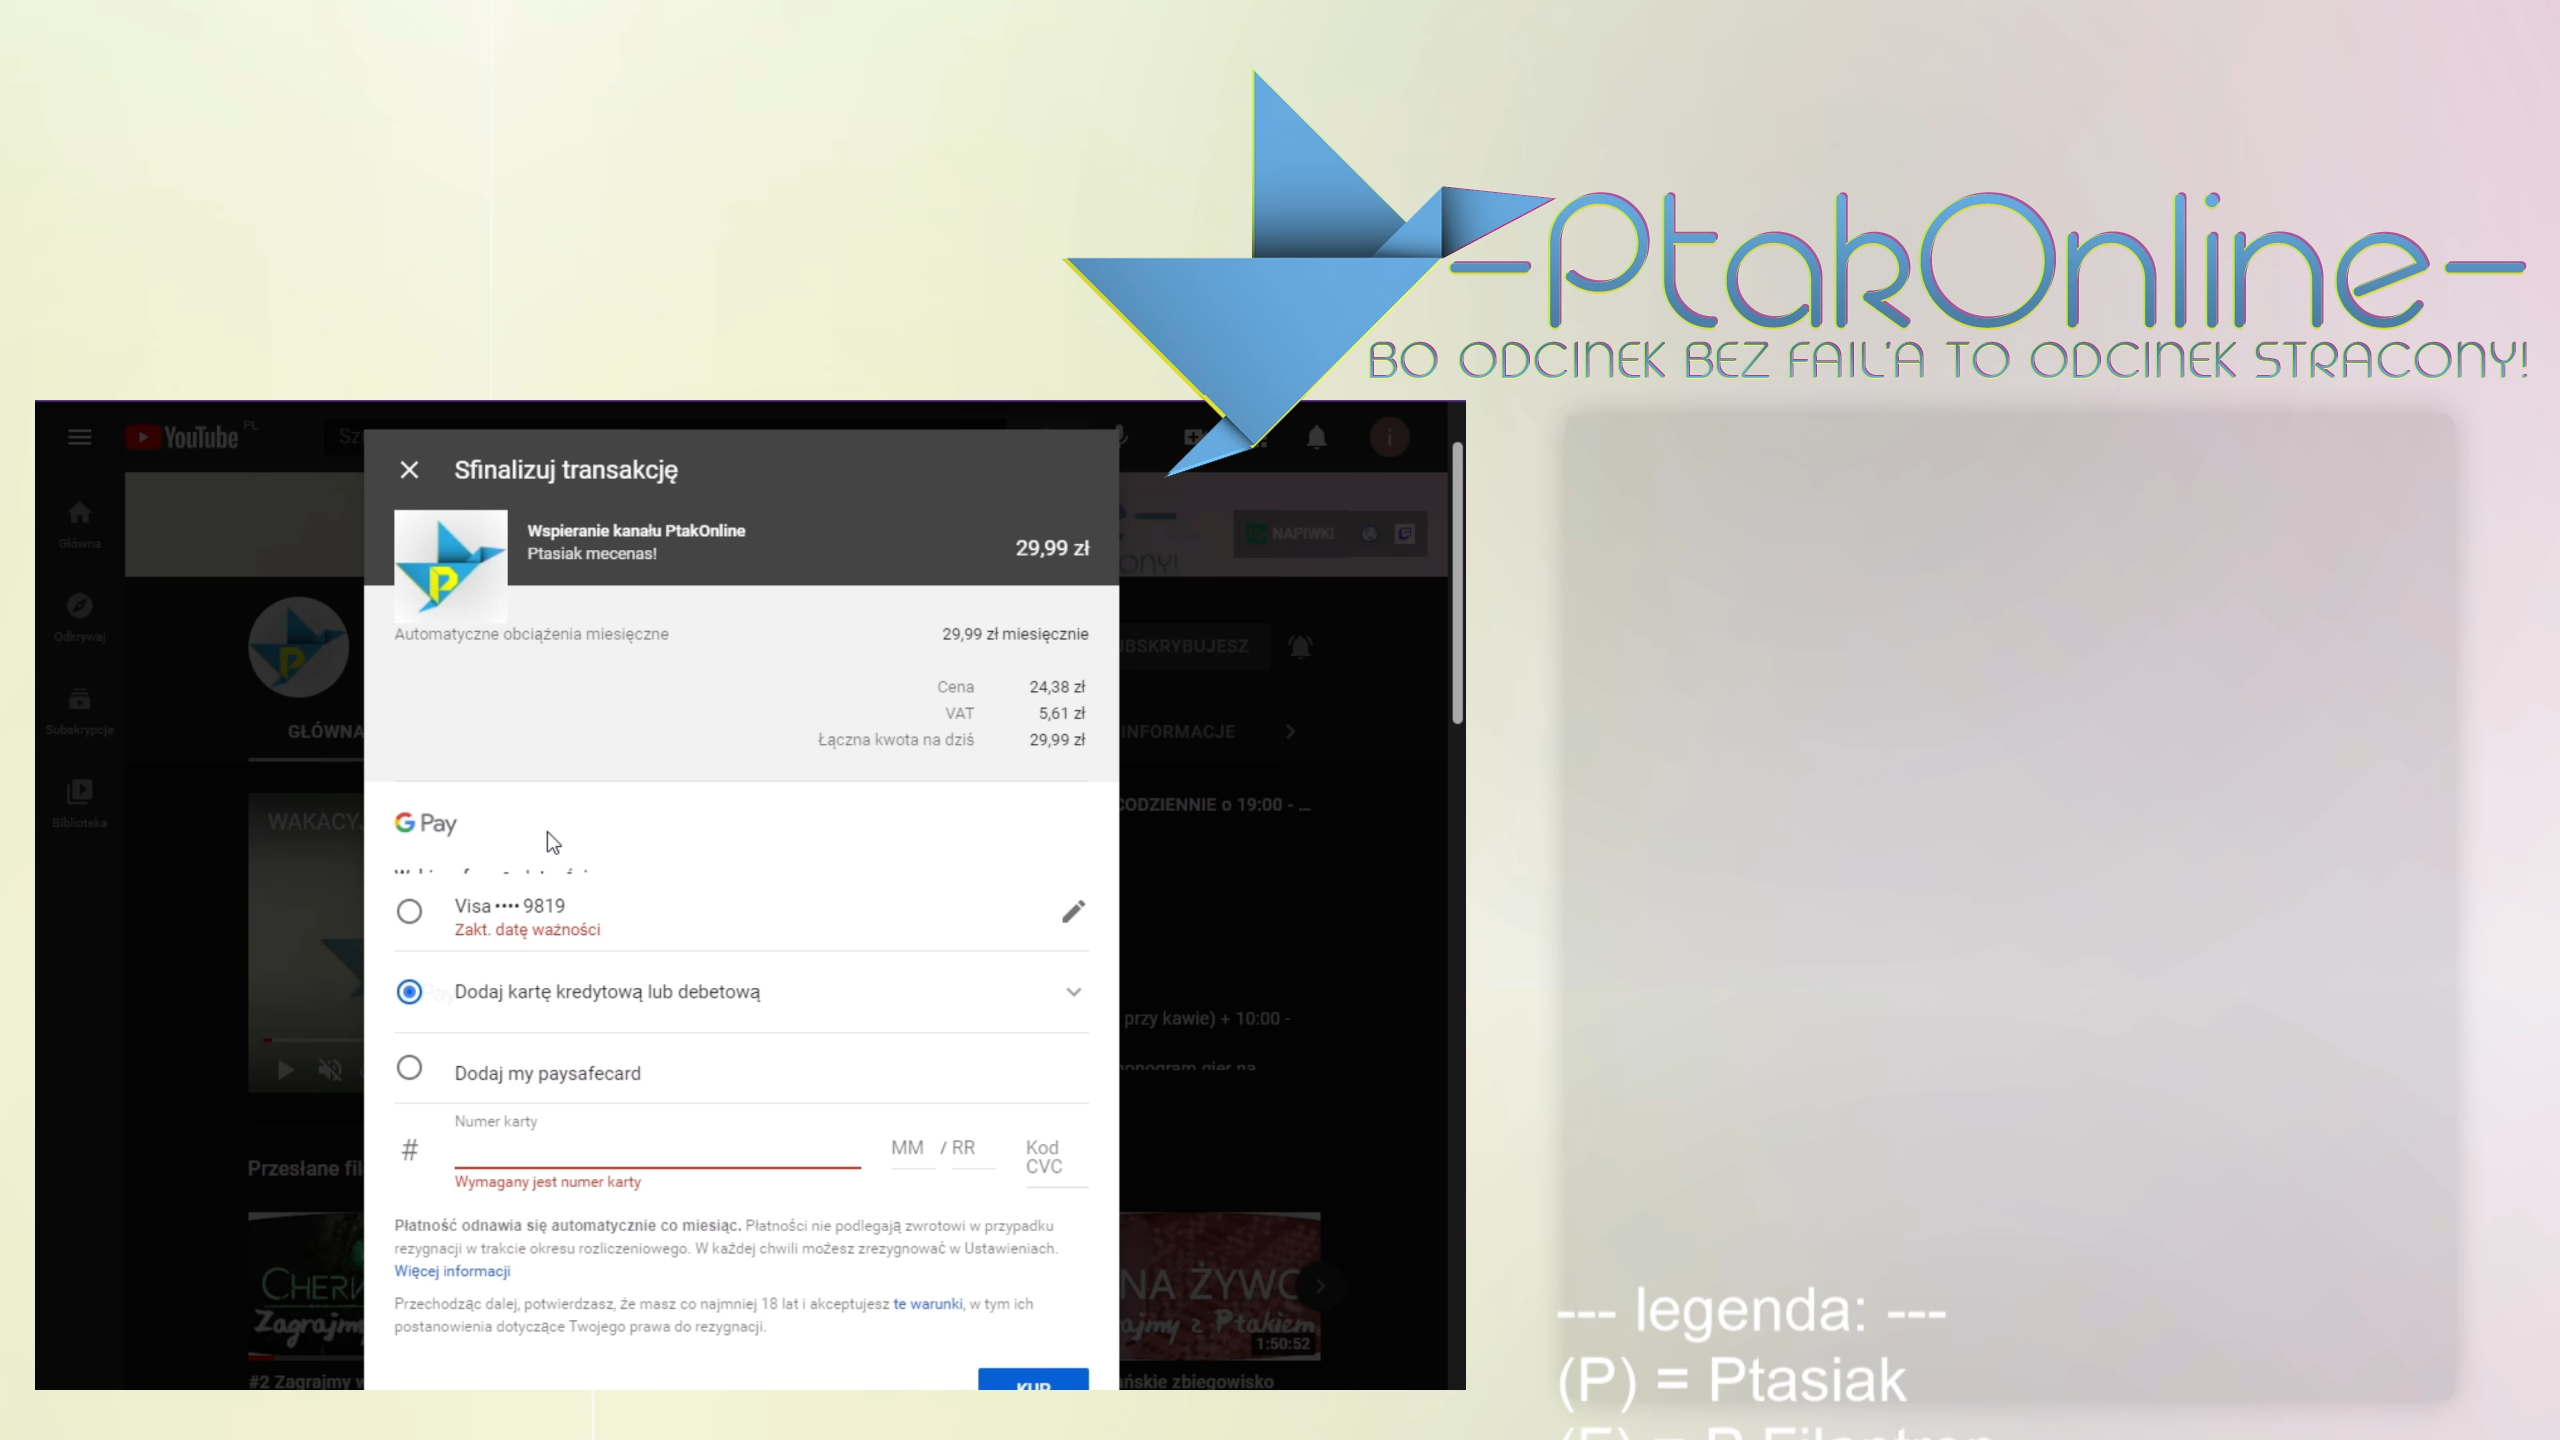 -PtakOnline-
BO ODCINEK BEZ FAIL'A TO ODCINEK STRACONY!
YouTube PL
Główna
Odkrywaj
Subskrypcje
Biblioteka
NAPIWKI
GŁÓWNA
INFORMACJE
CODZIENNIE o 19:00 - ...
przy kawie) + 10:00 -
NA ŻYWO
1:50:52
#2 Zagrajmy
Sfinalizuj transakcję
Wspieranie kanału PtakOnline
Ptasiak mecenas!
29,99 zł
Automatyczne obciążenia miesięczne 29,99 zł miesięcznie
Cena 24,38 zł
VAT 5,61 zł
Łączna kwota na dziś 29,99 zł
G Pay
Visa •••• 9819
Zakt. datę ważności
Dodaj kartę kredytową lub debetową
Dodaj my paysafecard
Numer karty
# MM / RR Kod
CVC
Wymagany jest numer karty
Płatność odnawia się automatycznie co miesiąc. Płatności nie podlegają zwrotowi w przypadku
rezygnacji w trakcie okresu rozliczeniowego. W każdej chwili możesz zrezygnować w Ustawieniach.
Więcej informacji
Przechodząc dalej, potwierdzasz, że masz co najmniej 18 lat i akceptujesz te warunki, w tym ich
postanowienia dotyczące Twojego prawa do rezygnacji.
KUP
--- legenda: ---
(P) = Ptasiak